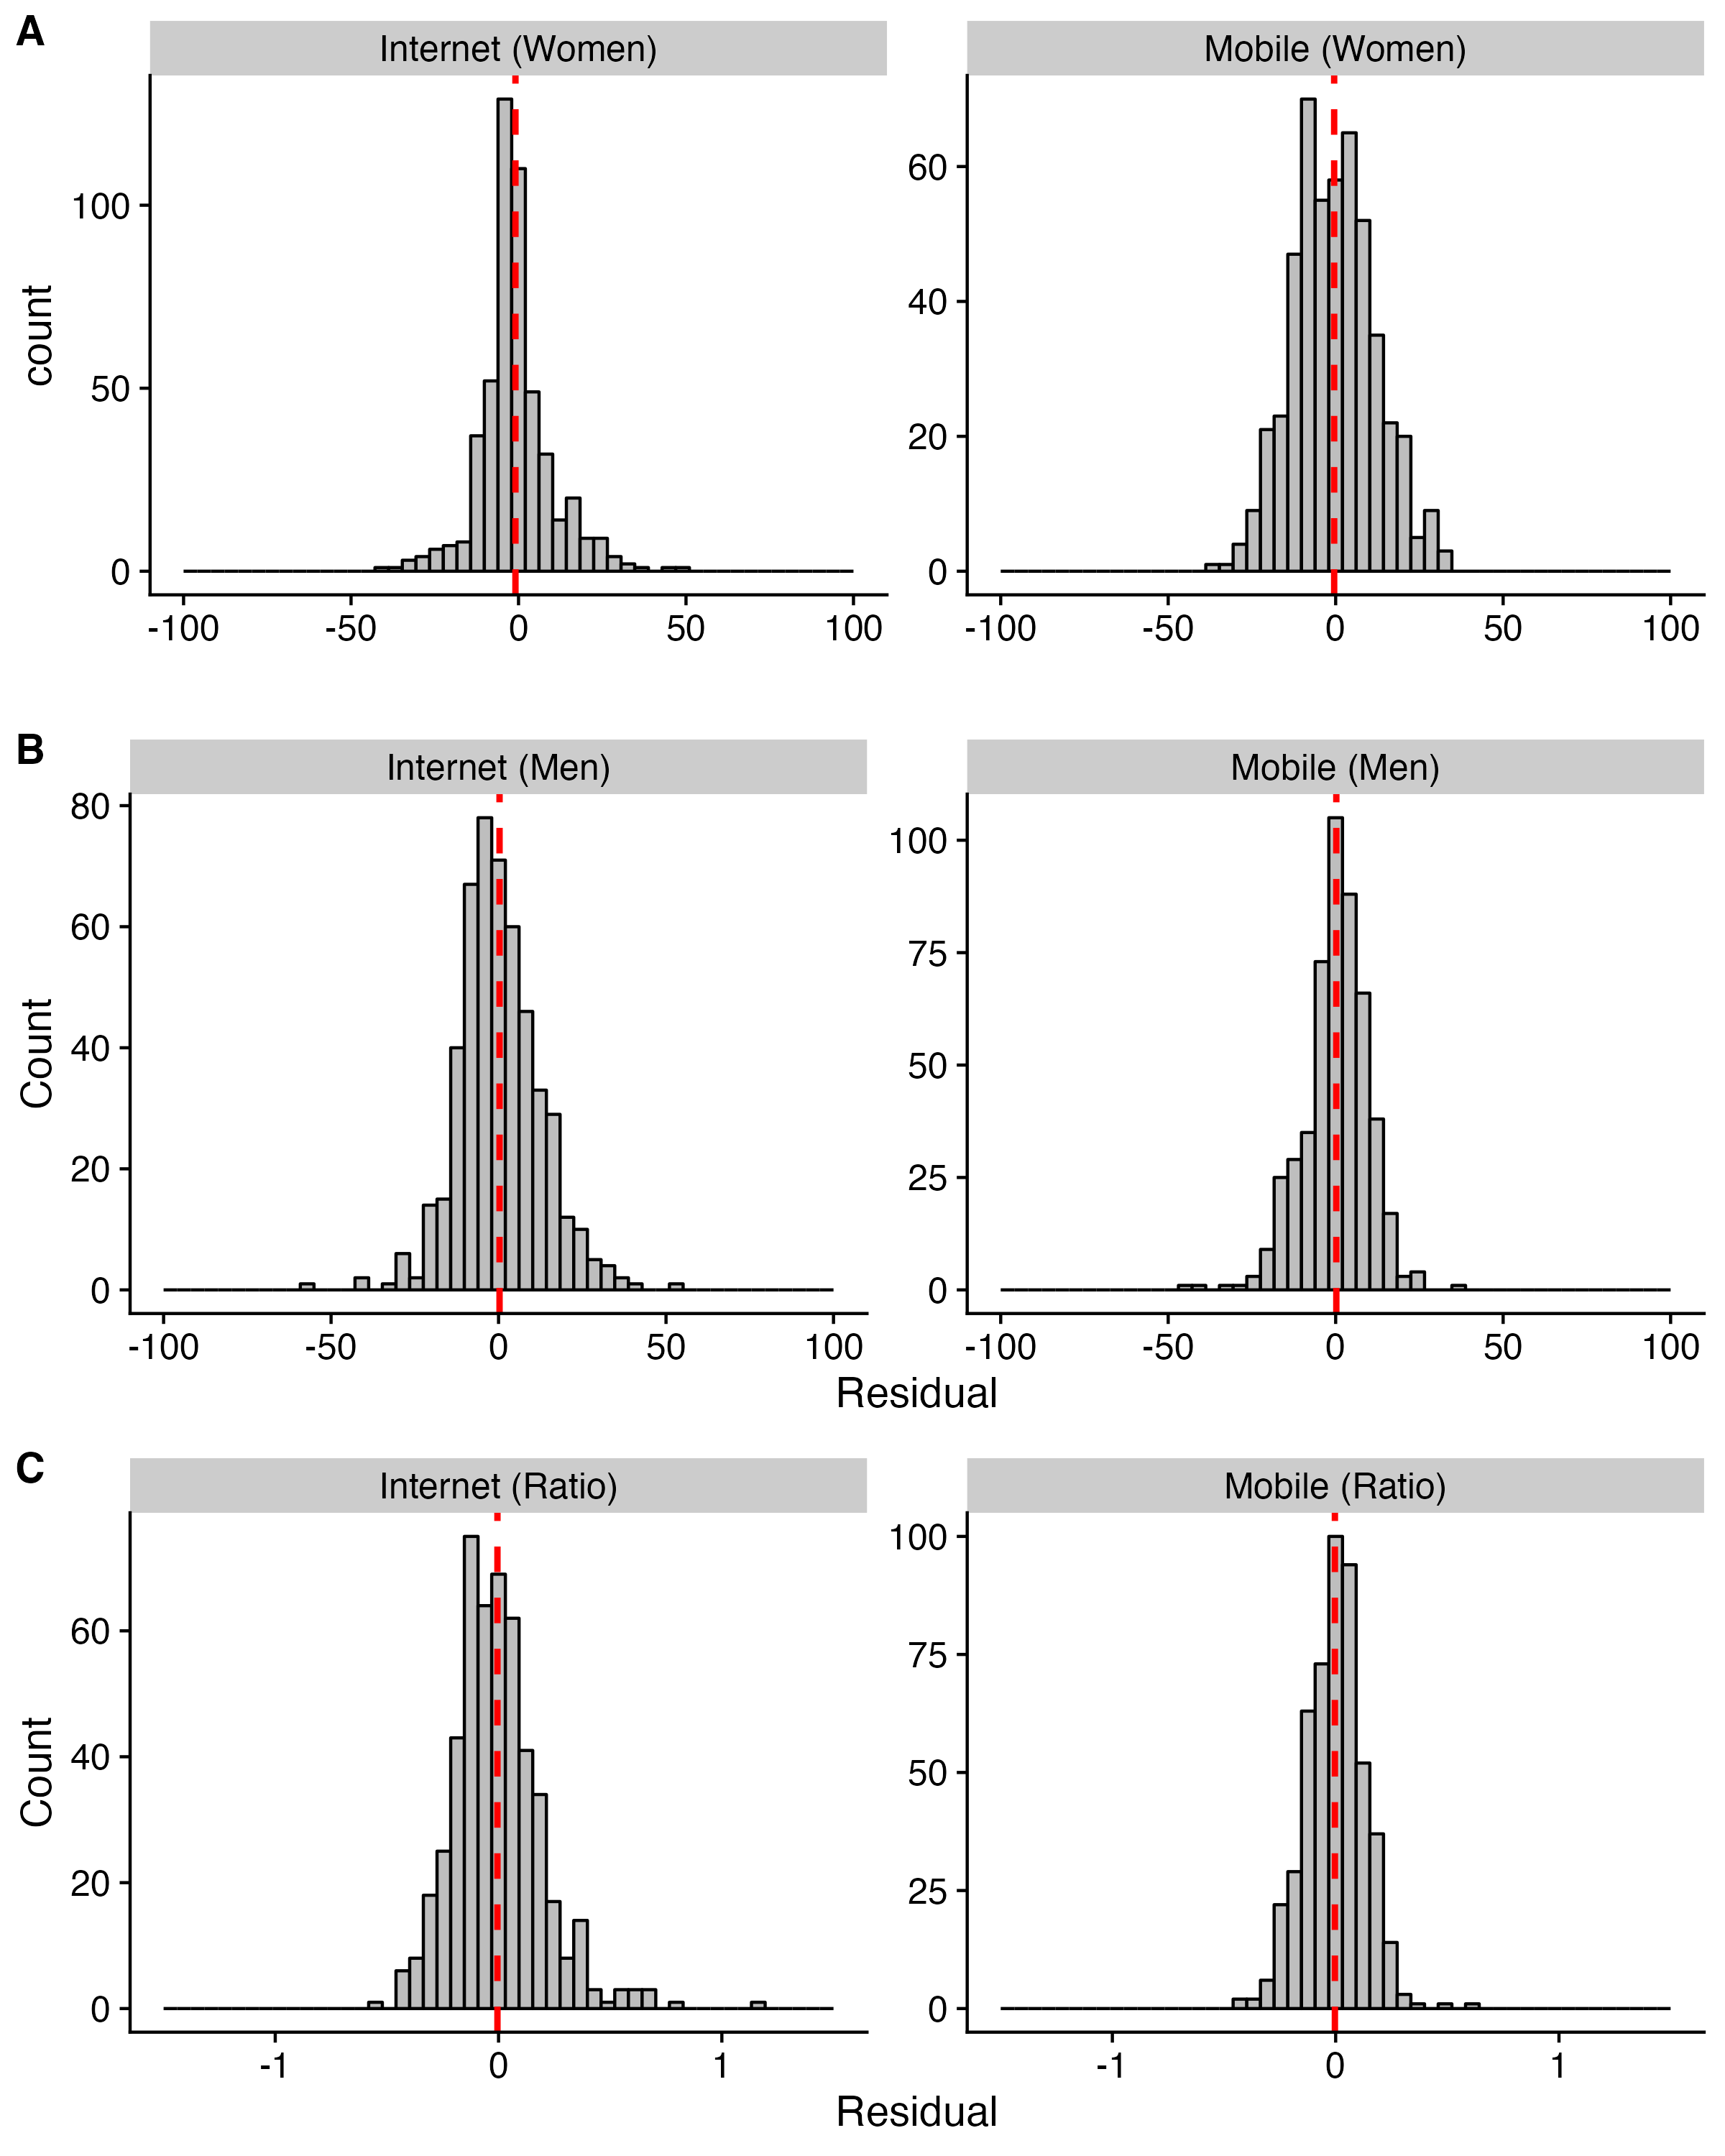 A
Internet (Women)
Mobile (Women)
count
100
50
0
60
40
20
0
-100 -50 0 50 100
-100 -50 0 50 100
B
Internet (Men)
Mobile (Men)
Count
80
60
40
20
0
100
75
50
25
0
-100 -50 0 50 100
-100 -50 0 50 100
Residual
C
Internet (Ratio)
Mobile (Ratio)
Count
60
40
20
0
100
75
50
25
0
-1 0 1
-1 0 1
Residual